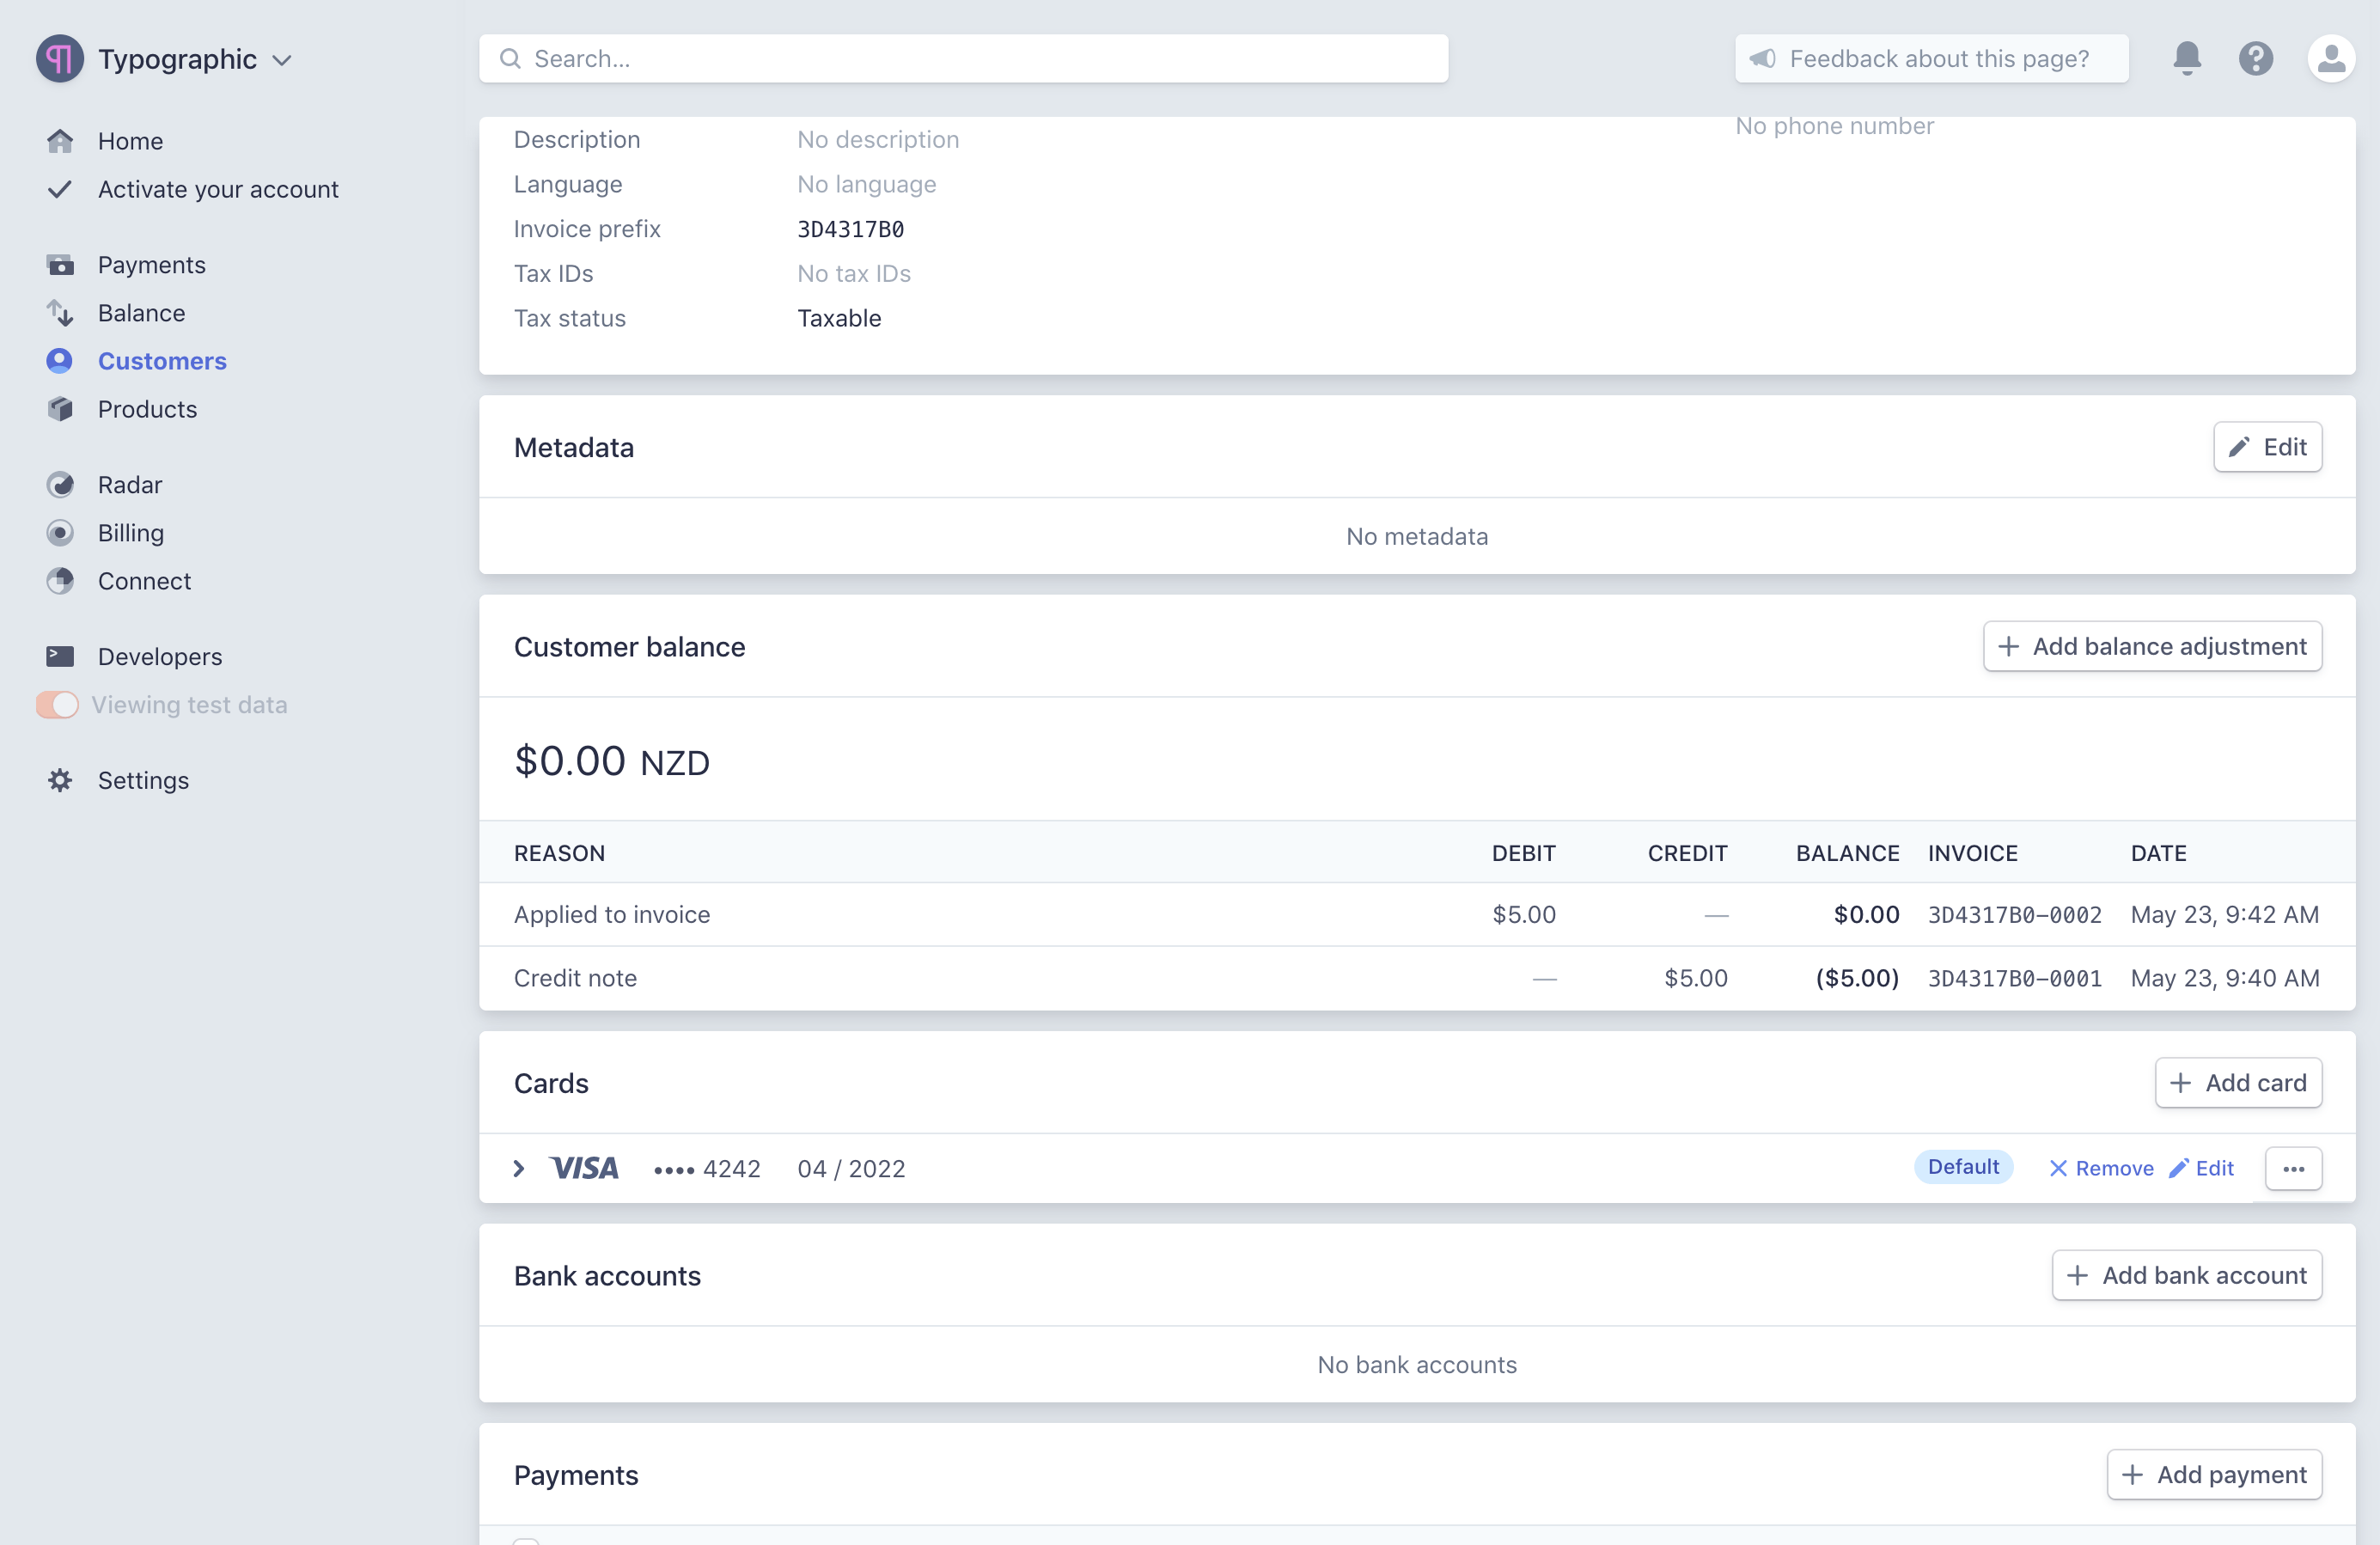 Typographic
Search...
Feedback about this page?
Home
Activate your account
Payments
Balance
Customers
Products
Radar
Billing
Connect
Developers
Viewing test data
Settings
No phone number
Description No description
Language No language
Invoice prefix 3D4317B0
Tax IDs No tax IDs
Tax status Taxable
Metadata Edit
No metadata
Customer balance Add balance adjustment
$0.00 NZD
REASON DEBIT CREDIT BALANCE INVOICE DATE
Applied to invoice $5.00 — $0.00 3D4317B0-0002 May 23, 9:42 AM
Credit note — $5.00 ($5.00) 3D4317B0-0001 May 23, 9:40 AM
Cards Add card
VISA •••• 4242 04 / 2022 Default Remove Edit
Bank accounts Add bank account
No bank accounts
Payments Add payment